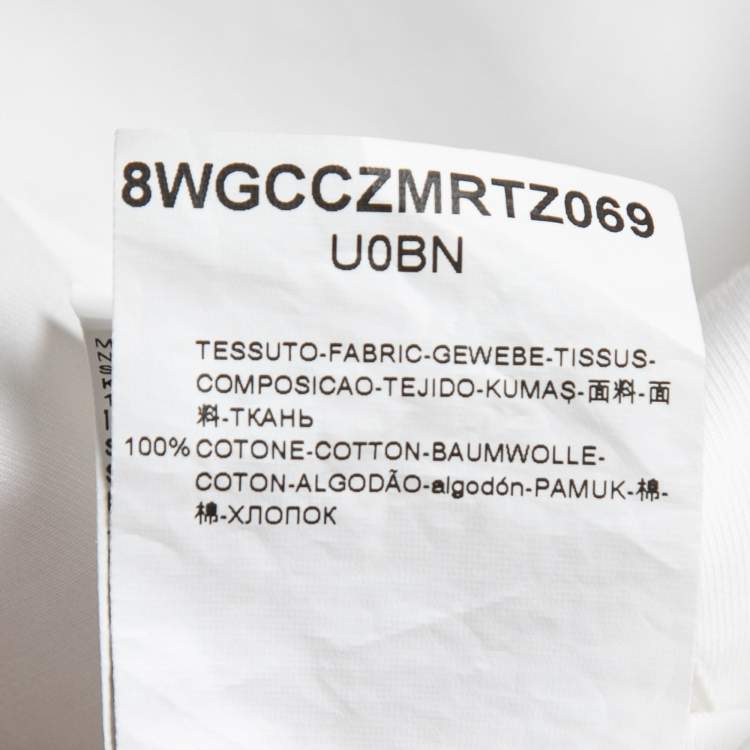 8WGCCZMRTZ069
U0BN
TESSUTO-FABRIC-GEWEBE-TISSUS-
COMPOSICAO-TEJIDO-KUMAŞ-面料-面
料-ТКАНЬ
100% COTONE-COTTON-BAUMWOLLE-
COTON-ALGODÃO-algodón-PAMUK-棉-
棉-ХЛОПОК